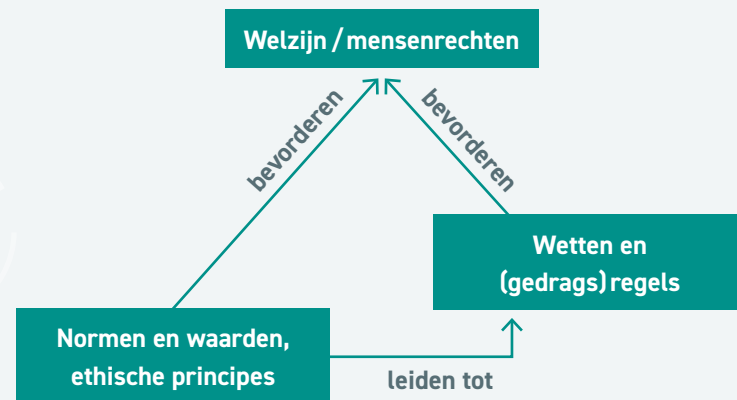 Welzijn / mensenrechten
bevorderen
bevorderen
Wetten en
(gedrags) regels
Normen en waarden,
ethische principes
leiden tot